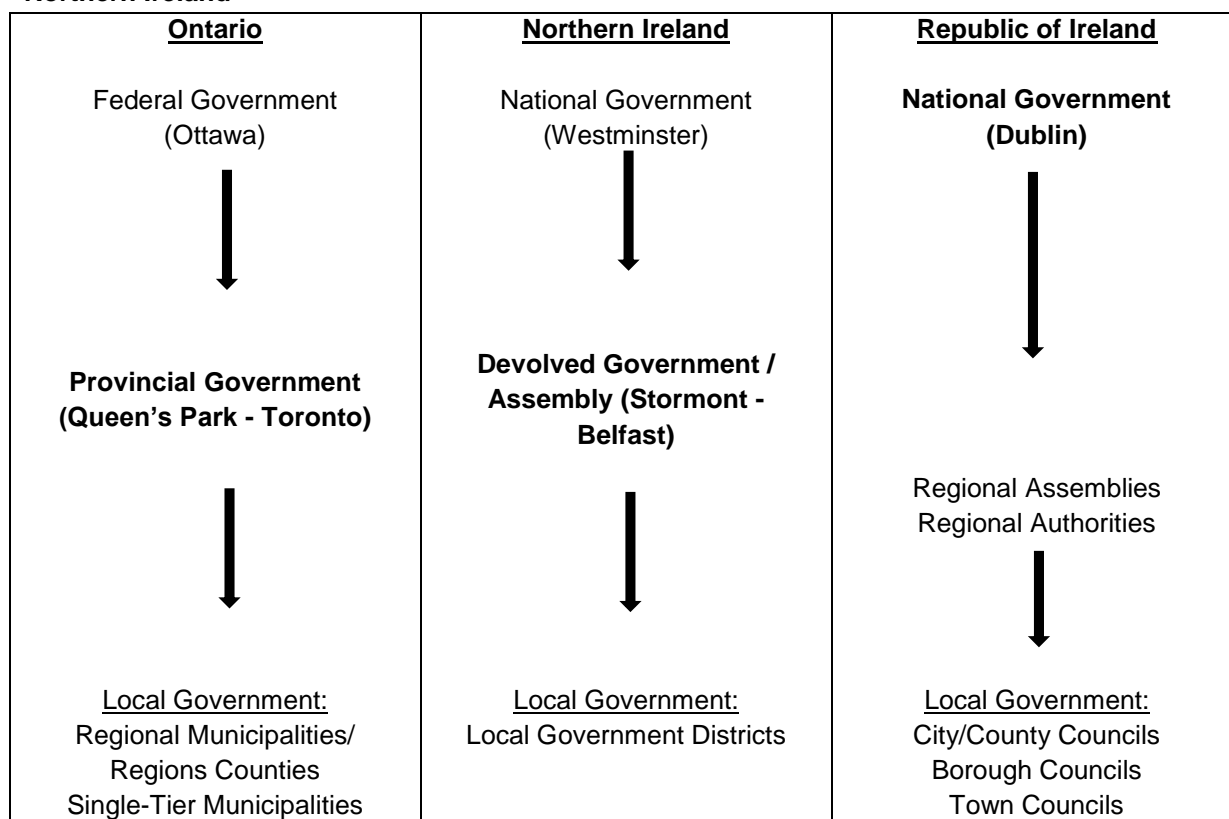 Northern Ireland
Ontario
Federal Government
(Ottawa)
Provincial Government
(Queen's Park - Toronto)
Local Government:
Regional Municipalities/
Regions Counties
Single-Tier Municipalities
Northern Ireland
National Government
(Westminster)
Devolved Government /
Assembly (Stormont -
Belfast)
Local Government:
Local Government Districts
Republic of Ireland
National Government
(Dublin)
Regional Assemblies
Regional Authorities
Local Government:
City/County Councils
Borough Councils
Town Councils